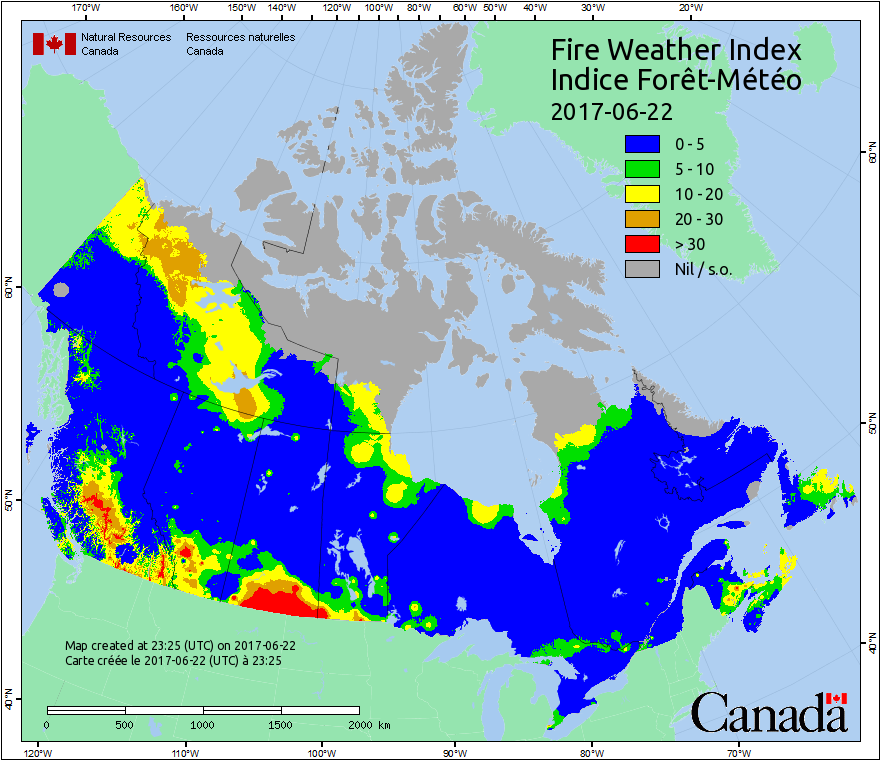 170°W 160°W 150°W 140°W 130°W 120°W 110°W 100°W 90°W 80°W 70°W 60°W 50°W 40°W 30°W 20°W
Natural Resources Ressources naturelles
Canada Canada
Fire Weather Index
Indice Forêt-Météo
2017-06-22
0 - 5
5 - 10
10 - 20
20 - 30
> 30
Nil / s.o.
60°N
60°N
50°N
50°N
40°N
40°N
Map created at 23:25 (UTC) on 2017-06-22
Carte créée le 2017-06-22 (UTC) à 23:25
0 500 1000 1500 2000 km
Canada
120°W 110°W 100°W 90°W 80°W 70°W